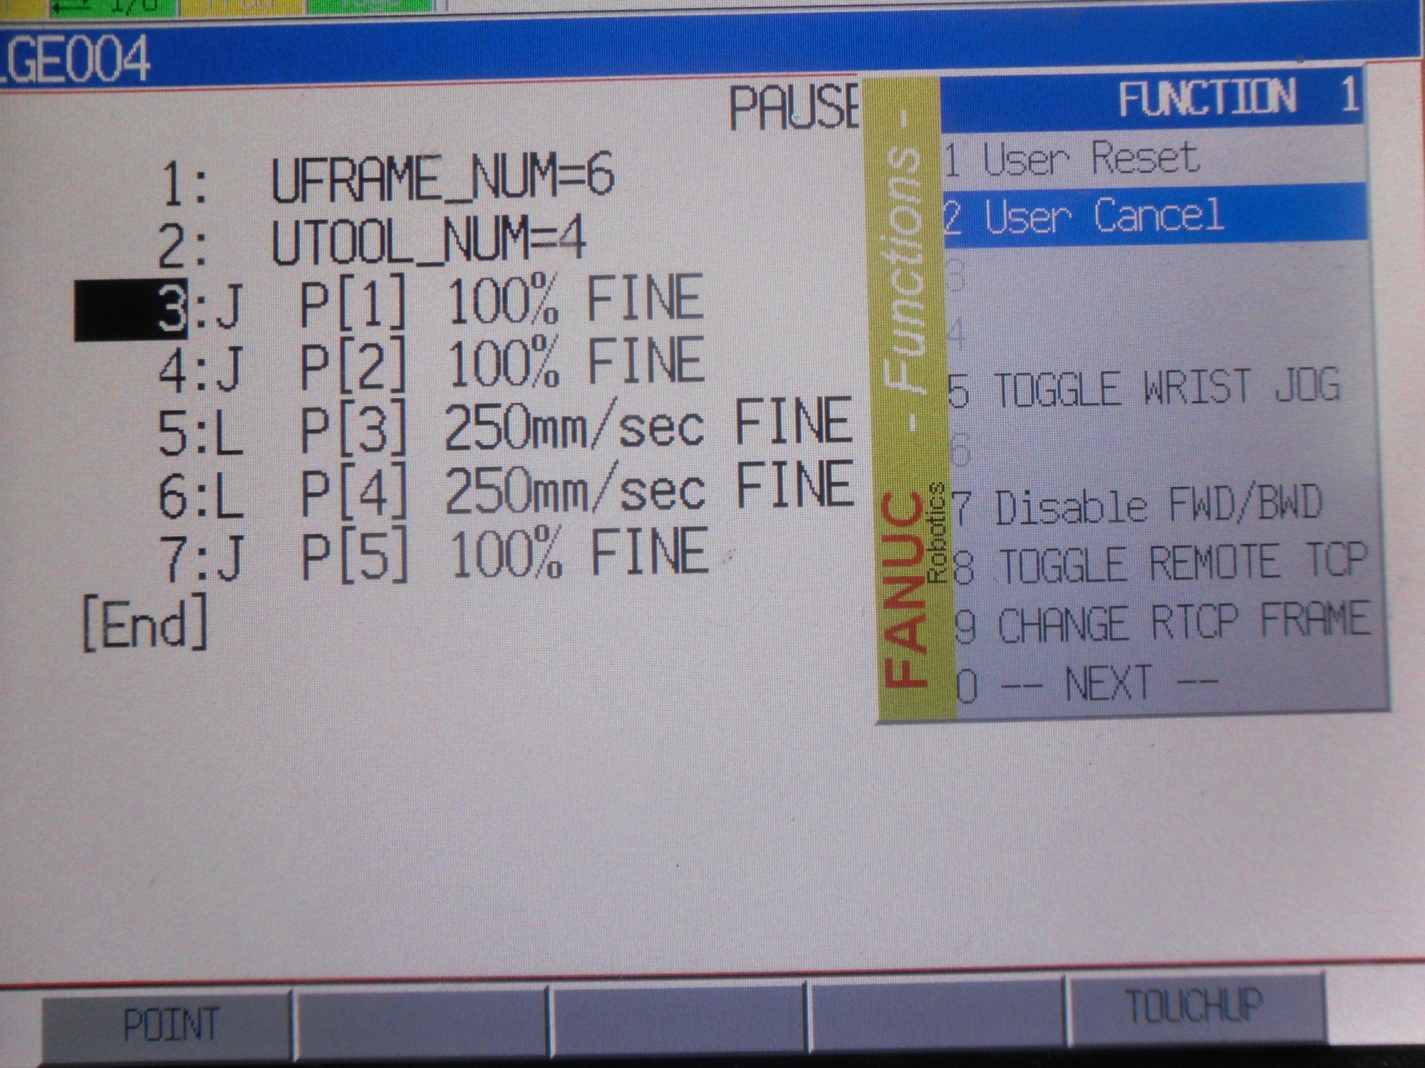 I/O
GE004
PAUSE
1: UFRAME_NUM=6
2: UTOOL_NUM=4
3:J P[1] 100% FINE
4:J P[2] 100% FINE
5:L P[3] 250mm/sec FINE
6:L P[4] 250mm/sec FINE
7:J P[5] 100% FINE
[End]
FANUC Robotics - Functions -
FUNCTION 1
1 User Reset
2 User Cancel
3
4
5 TOGGLE WRIST JOG
6
7 Disable FWD/BWD
8 TOGGLE REMOTE TCP
9 CHANGE RTCP FRAME
0 -- NEXT --
POINT
TOUCHUP